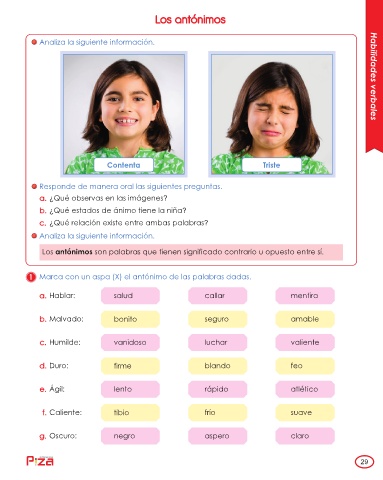 Los antónimos
Habilidades verbales
Analiza la siguiente información.
Contenta
Triste
Responde de manera oral las siguientes preguntas.
a. ¿Qué observas en las imágenes?
b. ¿Qué estados de ánimo tiene la niña?
c. ¿Qué relación existe entre ambas palabras?
Analiza la siguiente información.
Los antónimos son palabras que tienen significado contrario u opuesto entre sí.
1 Marca con un aspa (X) el antónimo de las palabras dadas.
a. Hablar: salud callar mentira
b. Malvado: bonito seguro amable
c. Humilde: vanidosa luchar valiente
d. Duro: firme blando feo
e. Ágil: lento rápido atlético
f. Caliente: tibio frío suave
g. Oscuro: negro aspero claro
Piza
29